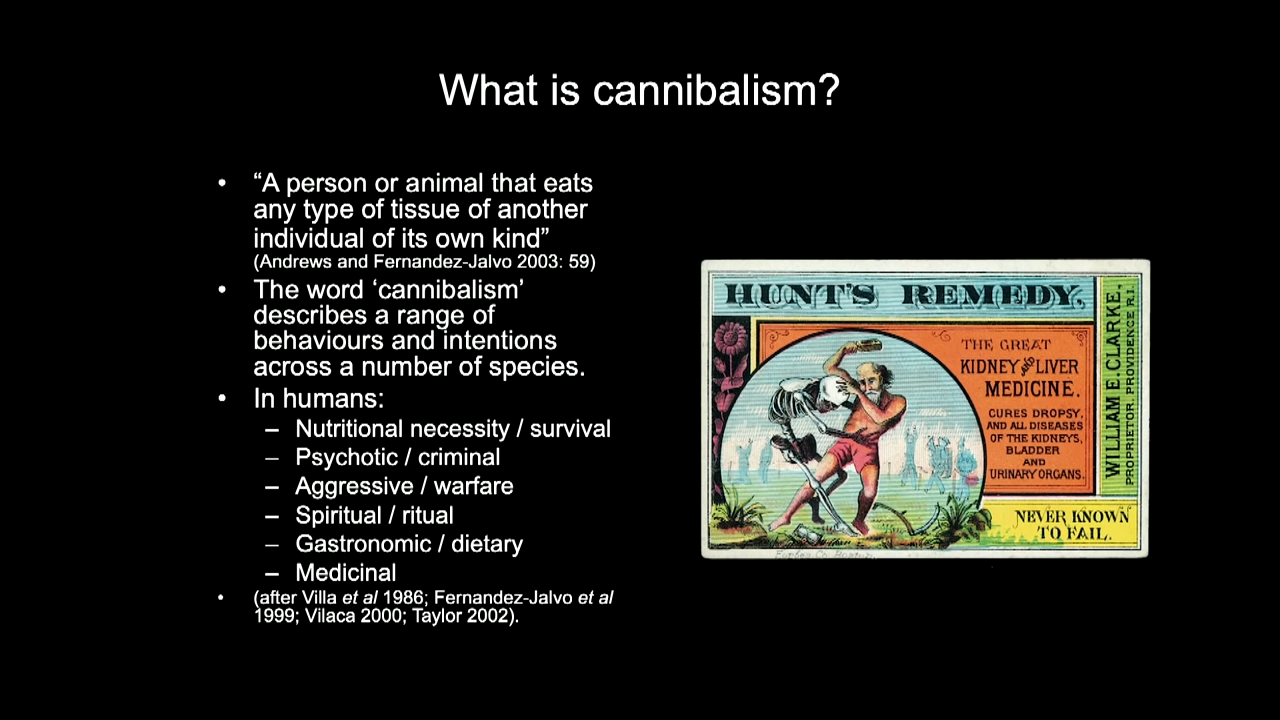 What is cannibalism?
• “A person or animal that eats
any type of tissue of another
individual of its own kind”
(Andrews and Fernandez-Jalvo 2003: 59)
• The word ‘cannibalism’
describes a range of
behaviours and intentions
across a number of species.
• In humans:
– Nutritional necessity / survival
– Psychotic / criminal
– Aggressive / warfare
– Spiritual / ritual
– Gastronomic / dietary
– Medicinal
• (after Villa et al 1986; Fernandez-Jalvo et al
1999; Vilaca 2000; Taylor 2002).
HUNT'S REMEDY.
THE GREAT
KIDNEY AND LIVER
MEDICINE.
CURES DROPSY,
AND ALL DISEASES
OF THE KIDNEYS,
BLADDER
AND
URINARY ORGANS.
NEVER KNOWN
TO FAIL.
WILLIAM E. CLARKE,
PROPRIETOR. PROVIDENCE R.I.